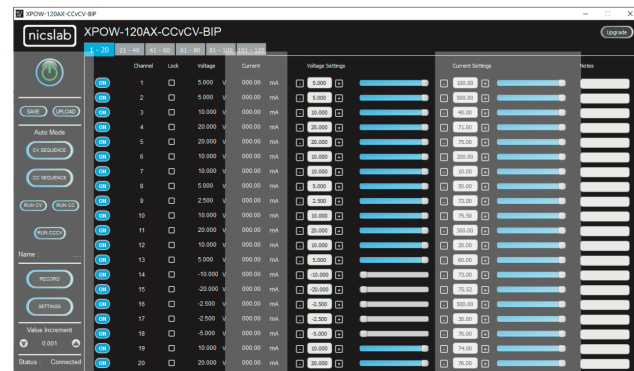 XPOW-120AX-CCvCV-BIP
nicslab XPOW-120AX-CCvCV-BIP Upgrade
1 - 20 21 - 40 41 - 60 61 - 80 81 - 100 101 - 120
Channel Lock Voltage Current Voltage Settings Current Settings Notes
ON 1 5.000 V 000.00 mA - 5.000 + - 100.00 +
ON 2 5.000 V 000.00 mA - 5.000 + - 500.00 +
SAVE UPLOAD ON 3 10.000 V 000.00 mA - 10.000 + - 40.00 +
Auto Mode ON 4 20.000 V 000.00 mA - 20.000 + - 71.00 +
CV SEQUENCE ON 5 20.000 V 000.00 mA - 20.000 + - 75.00 +
ON 6 10.000 V 000.00 mA - 10.000 + - 200.00 +
CC SEQUENCE ON 7 10.000 V 000.00 mA - 10.000 + - 10.00 +
ON 8 5.000 V 000.00 mA - 5.000 + - 50.00 +
RUN CV RUN CC ON 9 2.500 V 000.00 mA - 2.500 + - 72.00 +
ON 10 10.000 V 000.00 mA - 10.000 + - 75.50 +
RUN CCCV ON 11 20.000 V 000.00 mA - 20.000 + - 300.00 +
ON 12 10.000 V 000.00 mA - 10.000 + - 20.00 +
Name : .... ON 13 5.000 V 000.00 mA - 5.000 + - 60.00 +
RECORD ON 14 -10.000 V 000.00 mA - -10.000 + - 73.00 +
ON 15 -20.000 V 000.00 mA - -20.000 + - 75.52 +
SETTINGS ON 16 -2.500 V 000.00 mA - -2.500 + - 500.00 +
ON 17 -2.500 V 000.00 mA - -2.500 + - 30.00 +
Value Increment ON 18 -5.000 V 000.00 mA - -5.000 + - 70.00 +
0.001 ON 19 10.000 V 000.00 mA - 10.000 + - 74.00 +
Status : Connected ON 20 20.000 V 000.00 mA - 20.000 + - 76.00 +